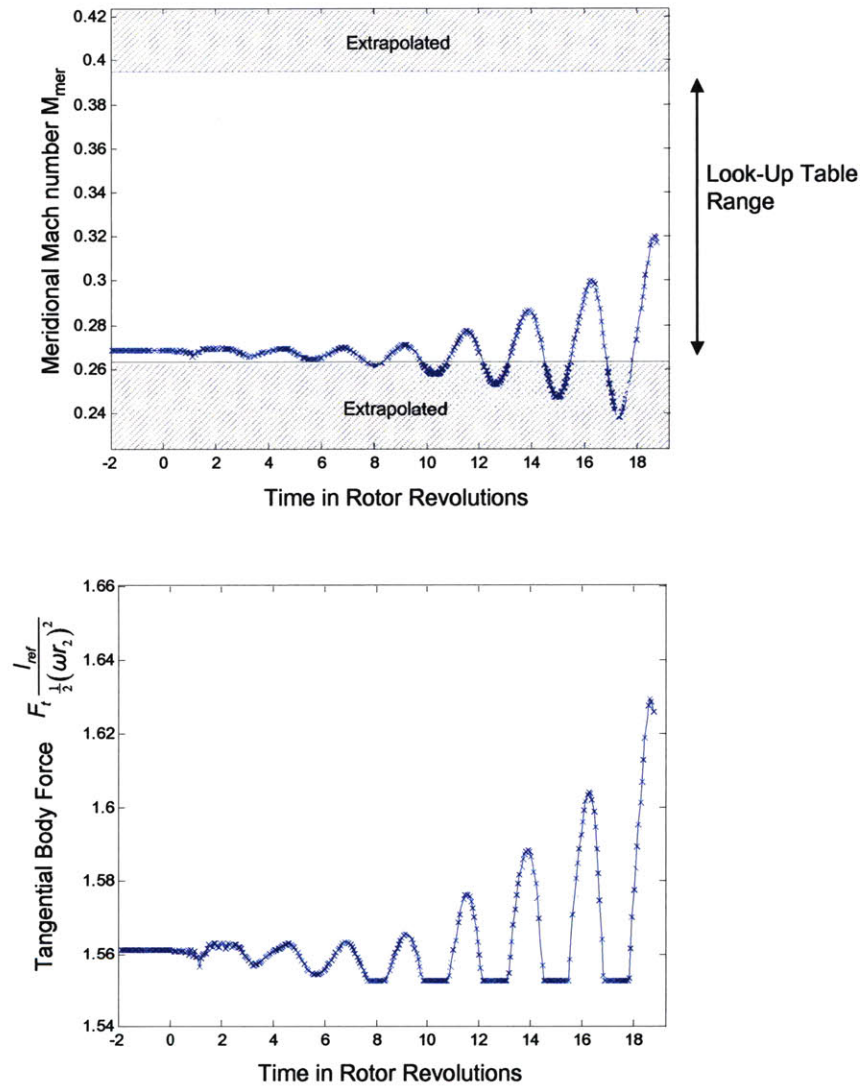 0.42
Extrapolated
0.4
0.38
0.36
0.34
0.32
0.3
0.28
0.26
Extrapolated
0.24
Meridional Mach number M_mer
-2 0 2 4 6 8 10 12 14 16 18
Time in Rotor Revolutions
Look-Up Table
Range
1.66
1.64
1.62
1.6
1.58
1.56
1.54
Tangential Body Force F_t l_ref / ½(ωr_2)^2
-2 0 2 4 6 8 10 12 14 16 18
Time in Rotor Revolutions